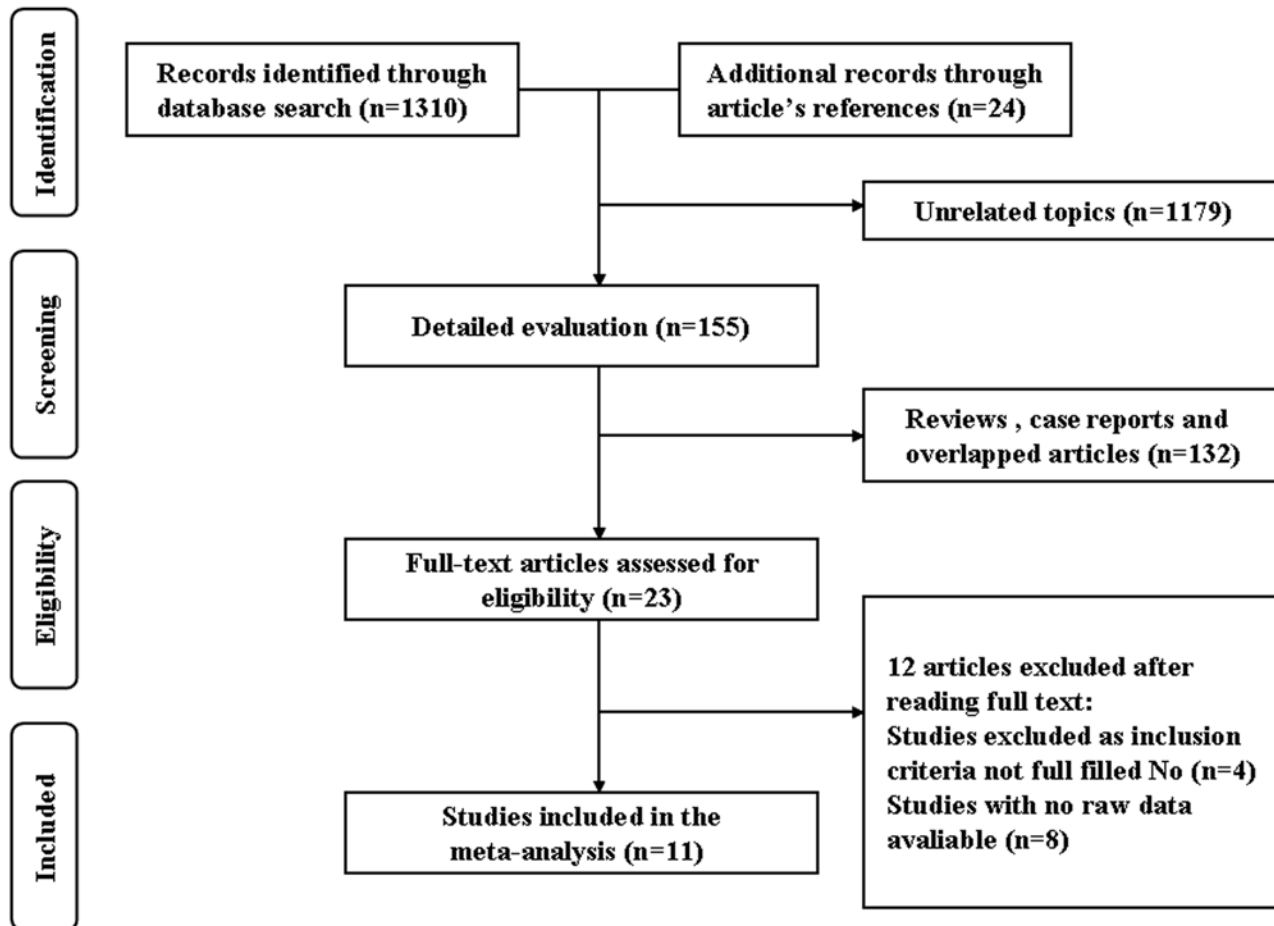 Identification
Records identified through
database search (n=1310)
Additional records through
article's references (n=24)
Unrelated topics (n=1179)
Screening
Detailed evaluation (n=155)
Reviews , case reports and
overlapped articles (n=132)
Eligibility
Full-text articles assessed for
eligibility (n=23)
12 articles excluded after
reading full text:
Studies excluded as inclusion
criteria not full filled No (n=4)
Studies with no raw data
avaliable (n=8)
Included
Studies included in the
meta-analysis (n=11)